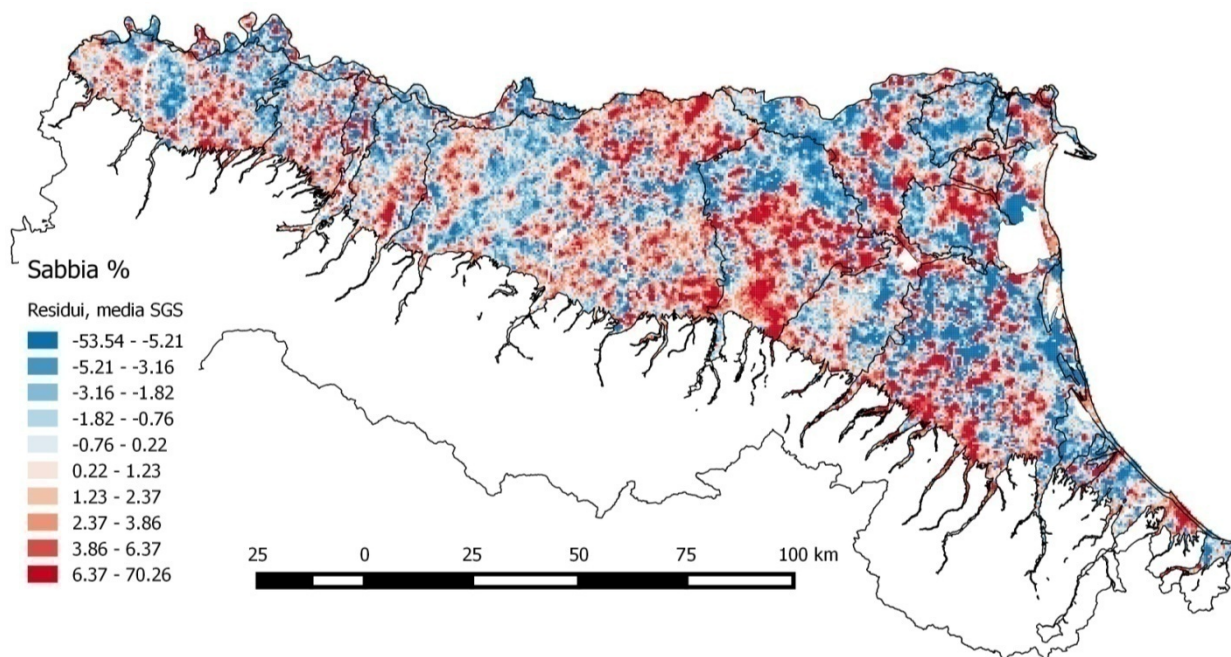 Sabbia %
Residui, media SGS
-53.54 - -5.21
-5.21 - -3.16
-3.16 - -1.82
-1.82 - -0.76
-0.76 - 0.22
0.22 - 1.23
1.23 - 2.37
2.37 - 3.86
3.86 - 6.37
6.37 - 70.26
25 0 25 50 75 100 km